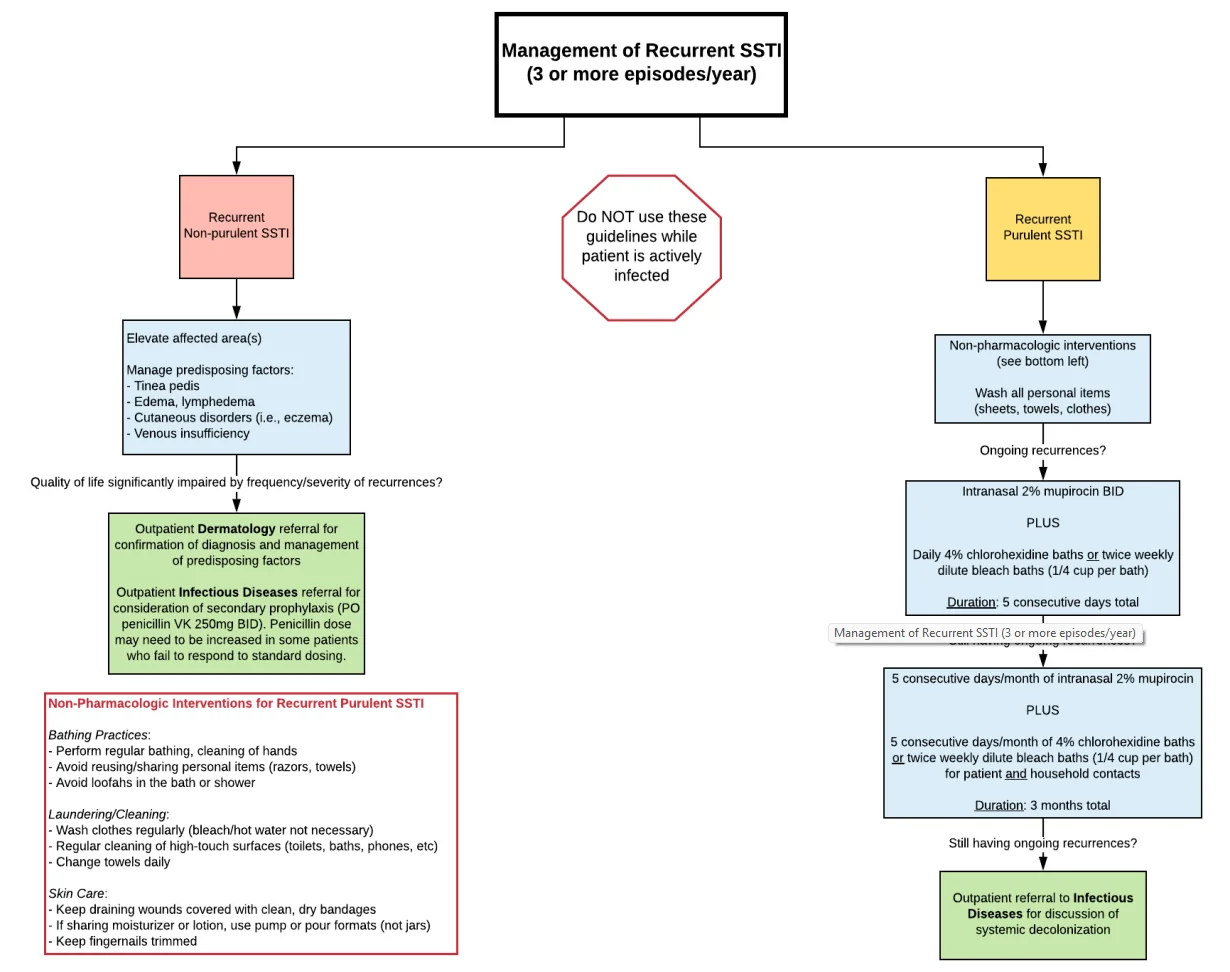 Management of Recurrent SSTI
(3 or more episodes/year)
Do NOT use these
guidelines while
patient is actively
infected
Recurrent
Non-purulent SSTI
Elevate affected area(s)
Manage predisposing factors:
- Tinea pedis
- Edema, lymphedema
- Cutaneous disorders (i.e., eczema)
- Venous insufficiency
Quality of life significantly impaired by frequency/severity of recurrences?
Outpatient Dermatology referral for
confirmation of diagnosis and management
of predisposing factors
Outpatient Infectious Diseases referral for
consideration of secondary prophylaxis (PO
penicillin VK 250mg BID). Penicillin dose
may need to be increased in some patients
who fail to respond to standard dosing.
Non-Pharmacologic Interventions for Recurrent Purulent SSTI
Bathing Practices:
- Perform regular bathing, cleaning of hands
- Avoid reusing/sharing personal items (razors, towels)
- Avoid loofahs in the bath or shower
Laundering/Cleaning:
- Wash clothes regularly (bleach/hot water not necessary)
- Regular cleaning of high-touch surfaces (toilets, baths, phones, etc)
- Change towels daily
Skin Care:
- Keep draining wounds covered with clean, dry bandages
- If sharing moisturizer or lotion, use pump or pour formats (not jars)
- Keep fingernails trimmed
Recurrent
Purulent SSTI
Non-pharmacologic interventions
(see bottom left)
Wash all personal items
(sheets, towels, clothes)
Ongoing recurrences?
Intranasal 2% mupirocin BID
PLUS
Daily 4% chlorohexidine baths or twice weekly
dilute bleach baths (1/4 cup per bath)
Duration: 5 consecutive days total
Management of Recurrent SSTI (3 or more episodes/year)
5 consecutive days/month of intranasal 2% mupirocin
PLUS
5 consecutive days/month of 4% chlorohexidine baths
or twice weekly dilute bleach baths (1/4 cup per bath)
for patient and household contacts
Duration: 3 months total
Still having ongoing recurrences?
Outpatient referral to Infectious
Diseases for discussion of
systemic decolonization